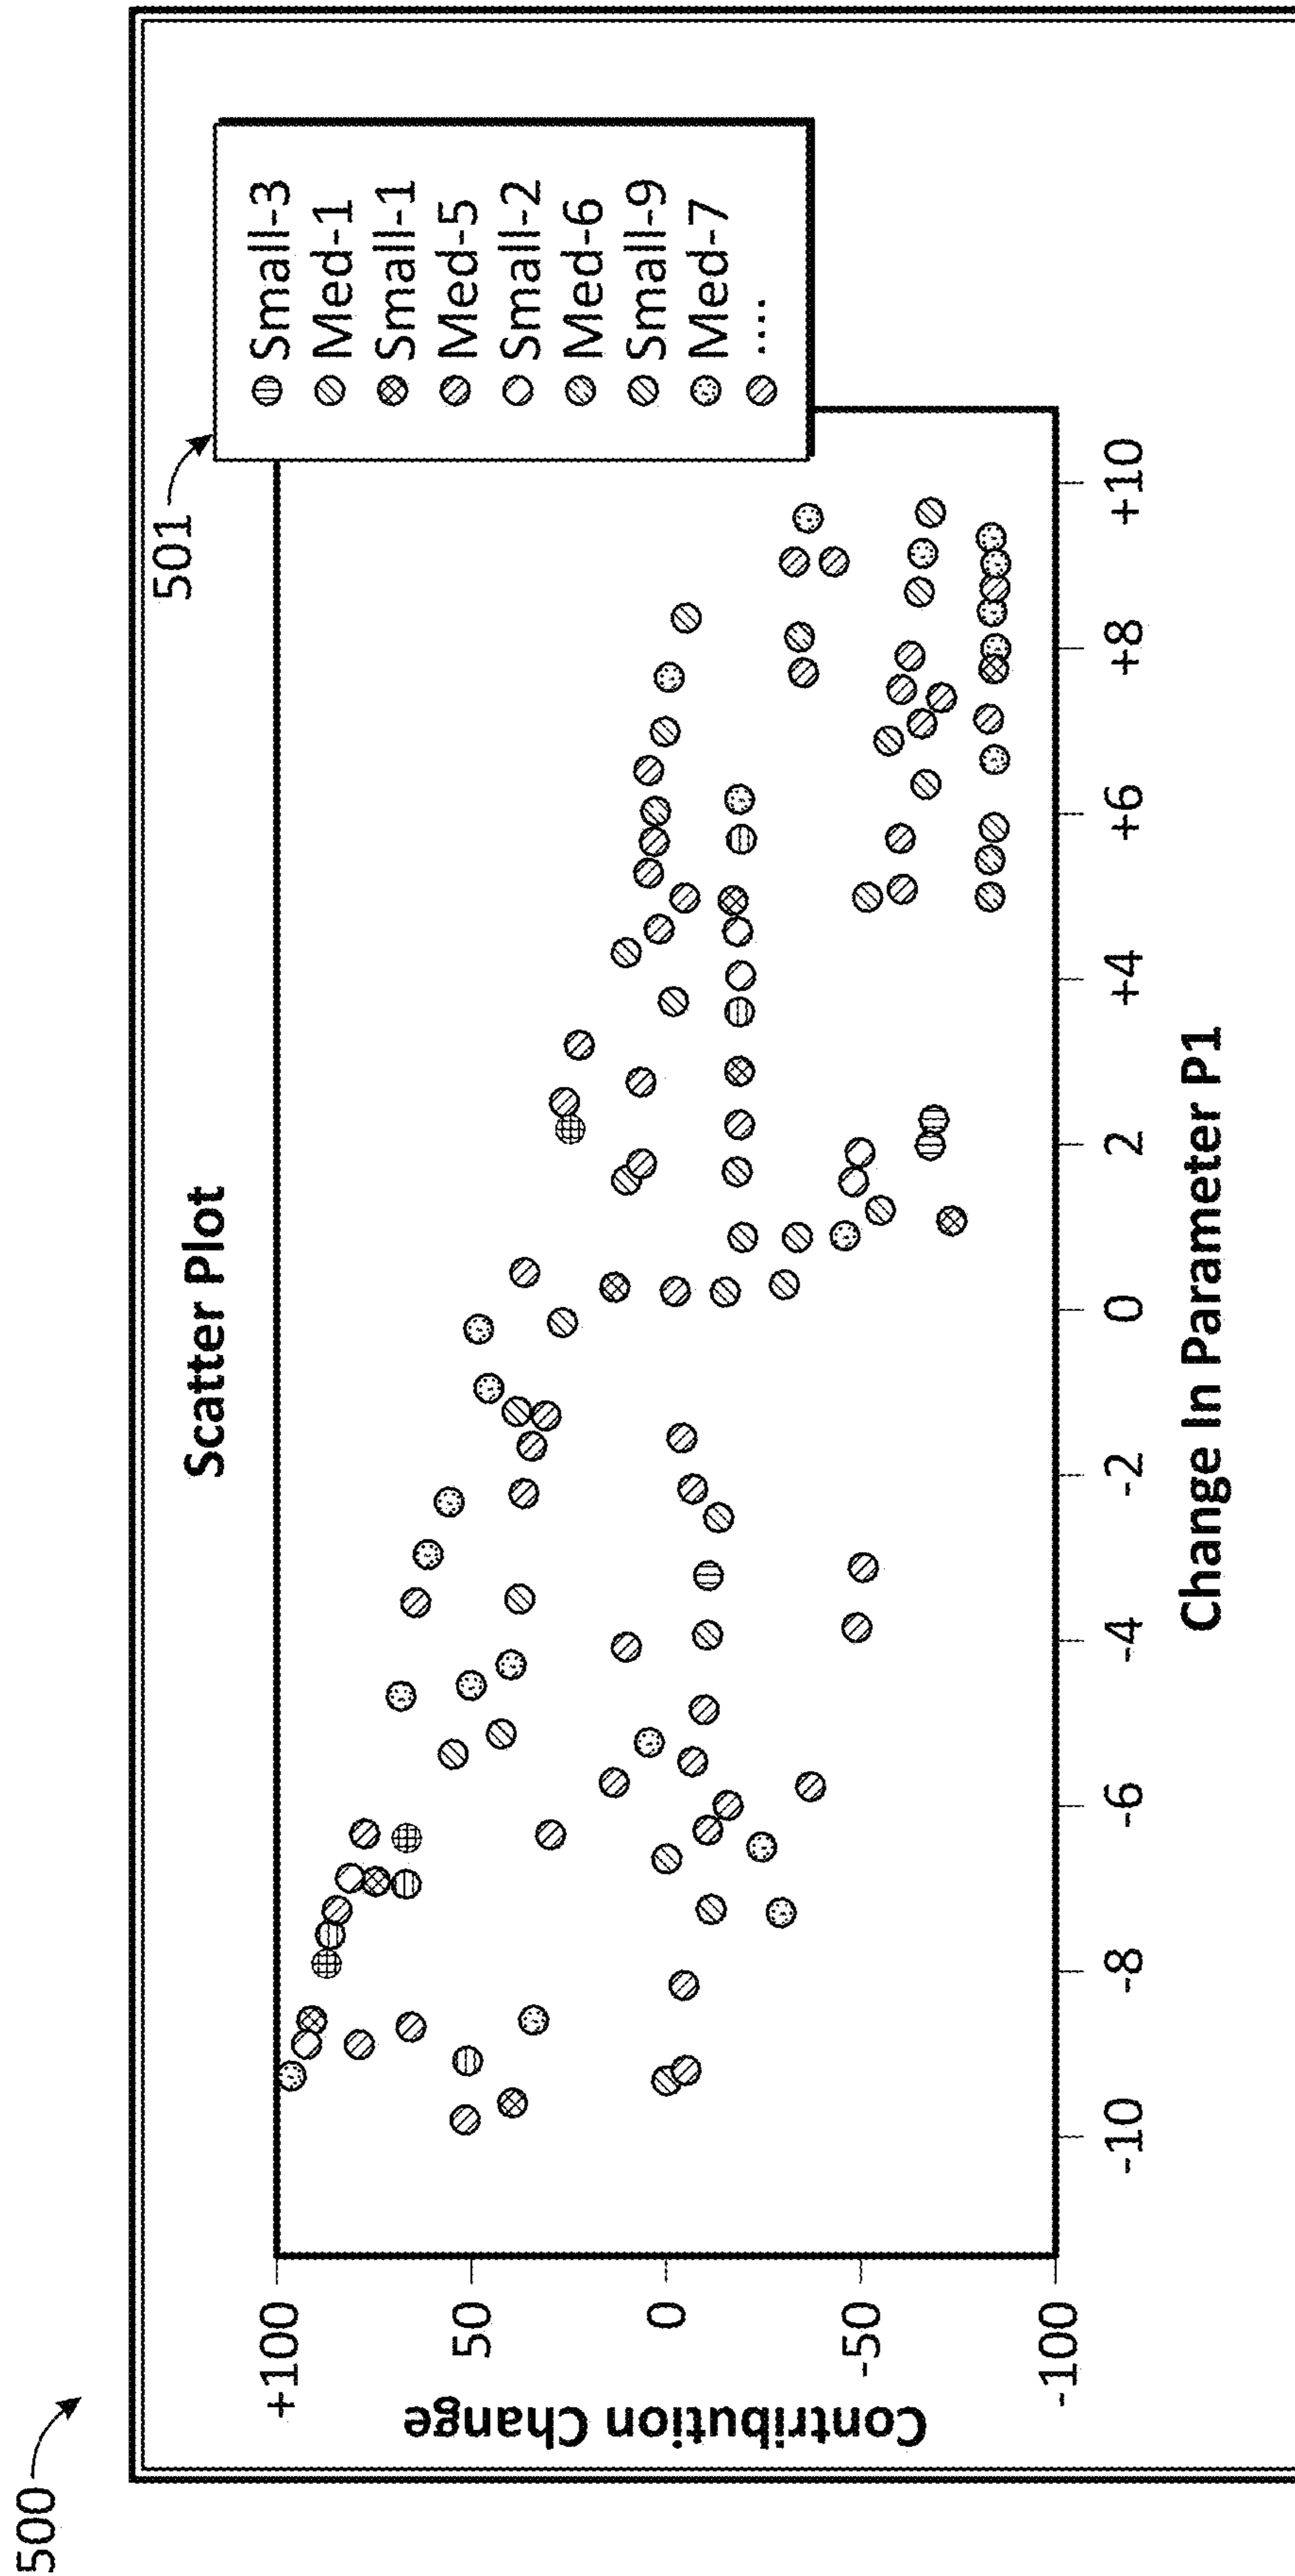 500
Scatter Plot
501
Small-3
Med-1
Small-1
Med-5
Small-2
Med-6
Small-9
Med-7
....
+100
50
0
-50
-100
Contribution Change
-10
-8
-6
-4
-2
0
2
+4
+6
+8
+10
Change In Parameter P1